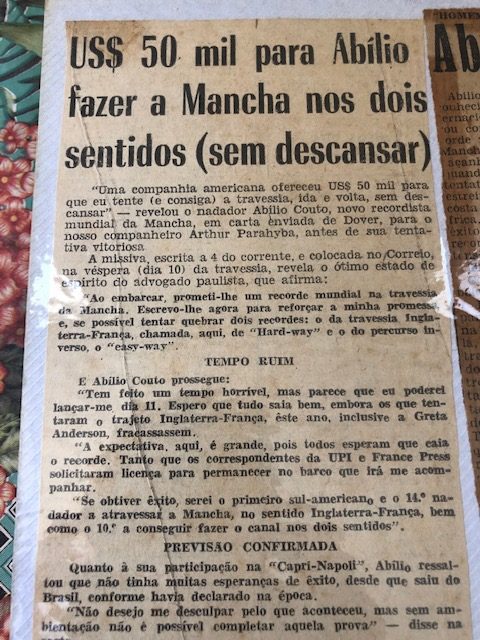 US$ 50 mil para Abílio
fazer a Mancha nos dois
sentidos (sem descansar)
"Uma companhia americana ofereceu US$ 50 mil para
que eu tente (e consiga) a travessia, ida e volta, sem des-
cansar" — revelou o nadador Abílio Couto, novo recordista
mundial da Mancha, em carta enviada de Dover, para o
nosso companheiro Arthur Parahyba, antes de sua ten-
tativa vitoriosa
A missiva, escrita a 4 do corrente, e colocada no Correio,
na véspera (dia 10) da travessia, revela o ótimo estado de
espírito do advogado paulista, que afirma:
"Ao embarcar, prometi-lhe um recorde mundial na travessia
da Mancha. Escrevo-lhe agora para reforçar a minha promessa
e, se possível tentar quebrar dois recordes: o da travessia Ingla-
terra-França, chamada, aqui, de "Hard-way" e o do percurso in-
verso, o "easy-way".
TEMPO RUIM
E Abílio Couto prossegue:
"Tem feito um tempo horrível, mas parece que eu poderei
lançar-me dia 11. Espero que tudo saia bem, embora os que ten-
taram o trajeto Inglaterra-França, êste ano, inclusive a Greta
Anderson, fracassassem.
"A expectativa, aqui, é grande, pois todos esperam que caia
o recorde. Tanto que os correspondentes da UPI e France Press
solicitaram licença para permanecer no barco que irá me acom-
panhar.
"Se obtiver êxito, serei o primeiro sul-americano e o 14.º na-
dador a atravessar a Mancha, no sentido Inglaterra-França, bem
como o 10.º a conseguir fazer o canal nos dois sentidos".
PREVISÃO CONFIRMADA
Quanto à sua participação na "Capri-Napoli", Abílio ressal-
tou que não tinha muitas esperanças de êxito, desde que saiu do
Brasil, conforme havia declarado na época.
"Não desejo me desculpar pelo que aconteceu, mas sem am-
bientação não é possível completar aquela prova" — disse na
"HOMEM
Ab